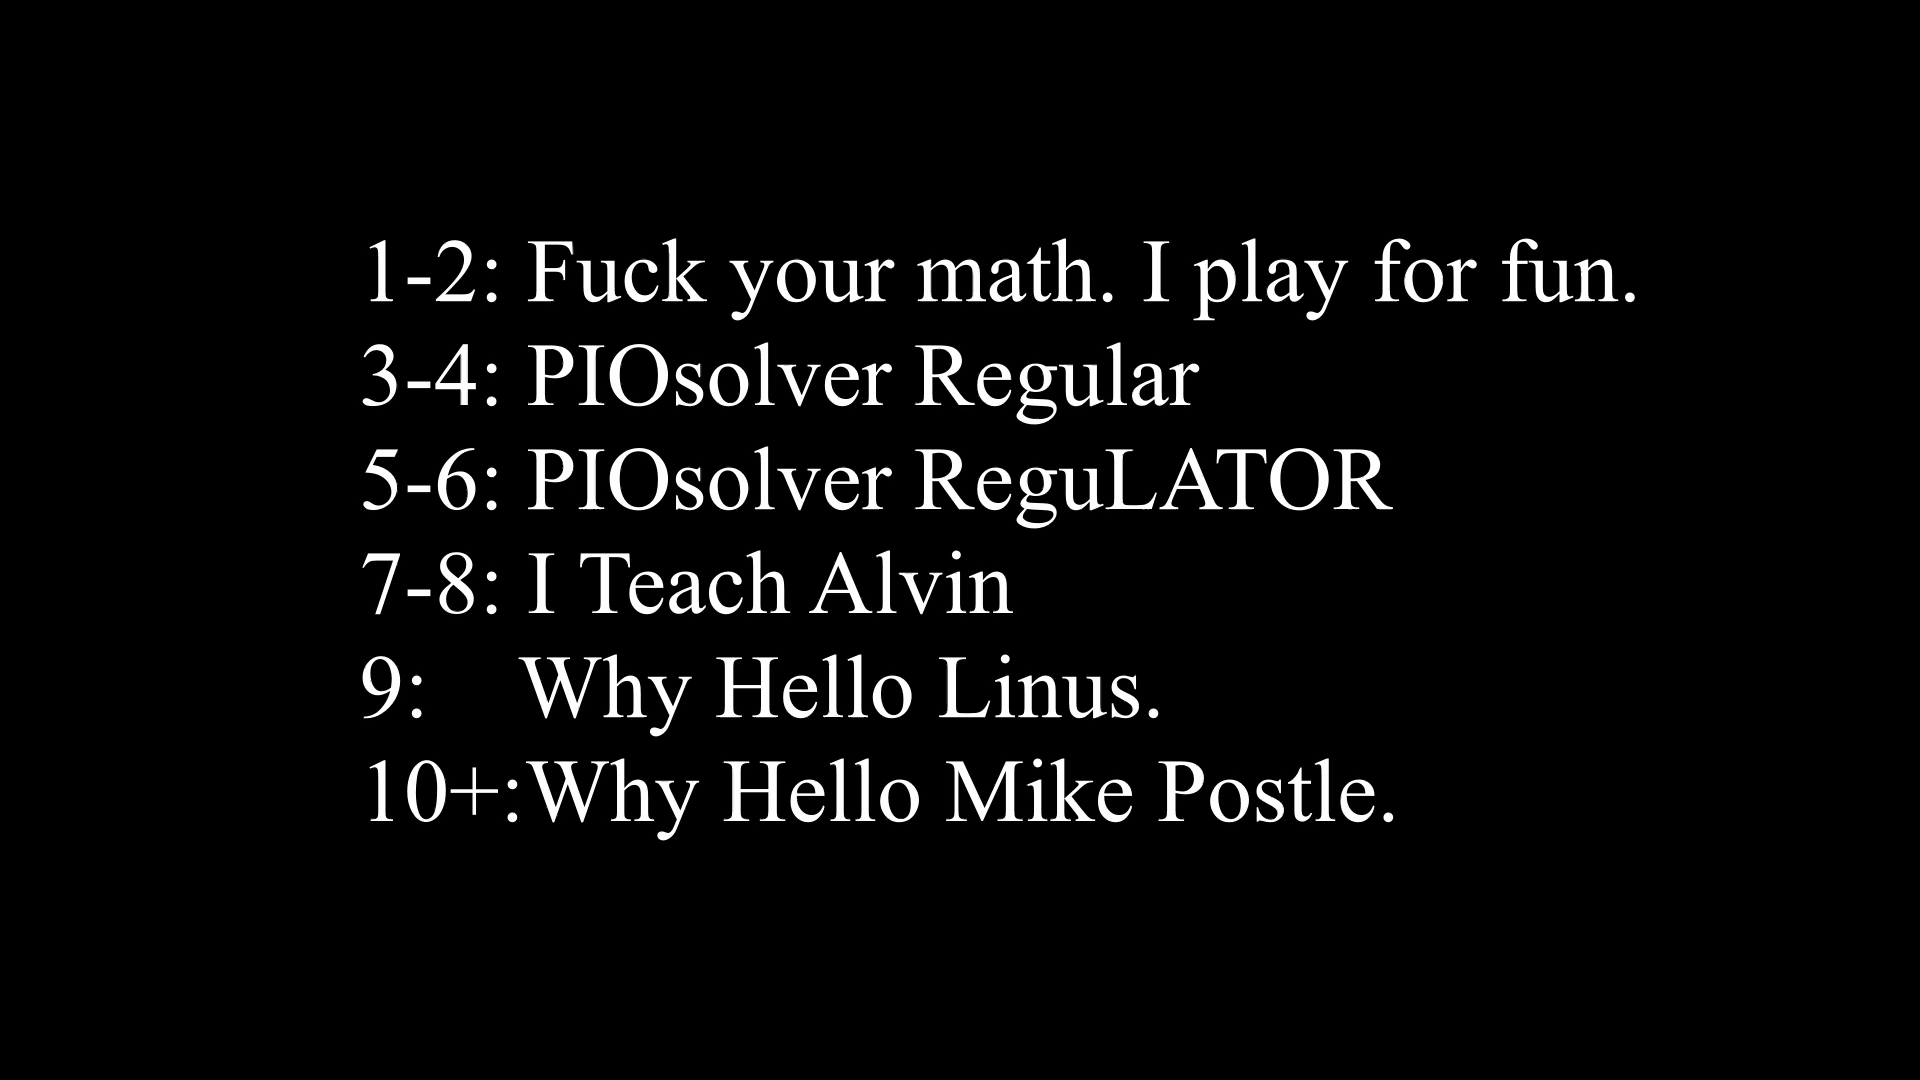 1-2: Fuck your math. I play for fun.
3-4: PIOsolver Regular
5-6: PIOsolver ReguLATOR
7-8: I Teach Alvin
9: Why Hello Linus.
10+:Why Hello Mike Postle.